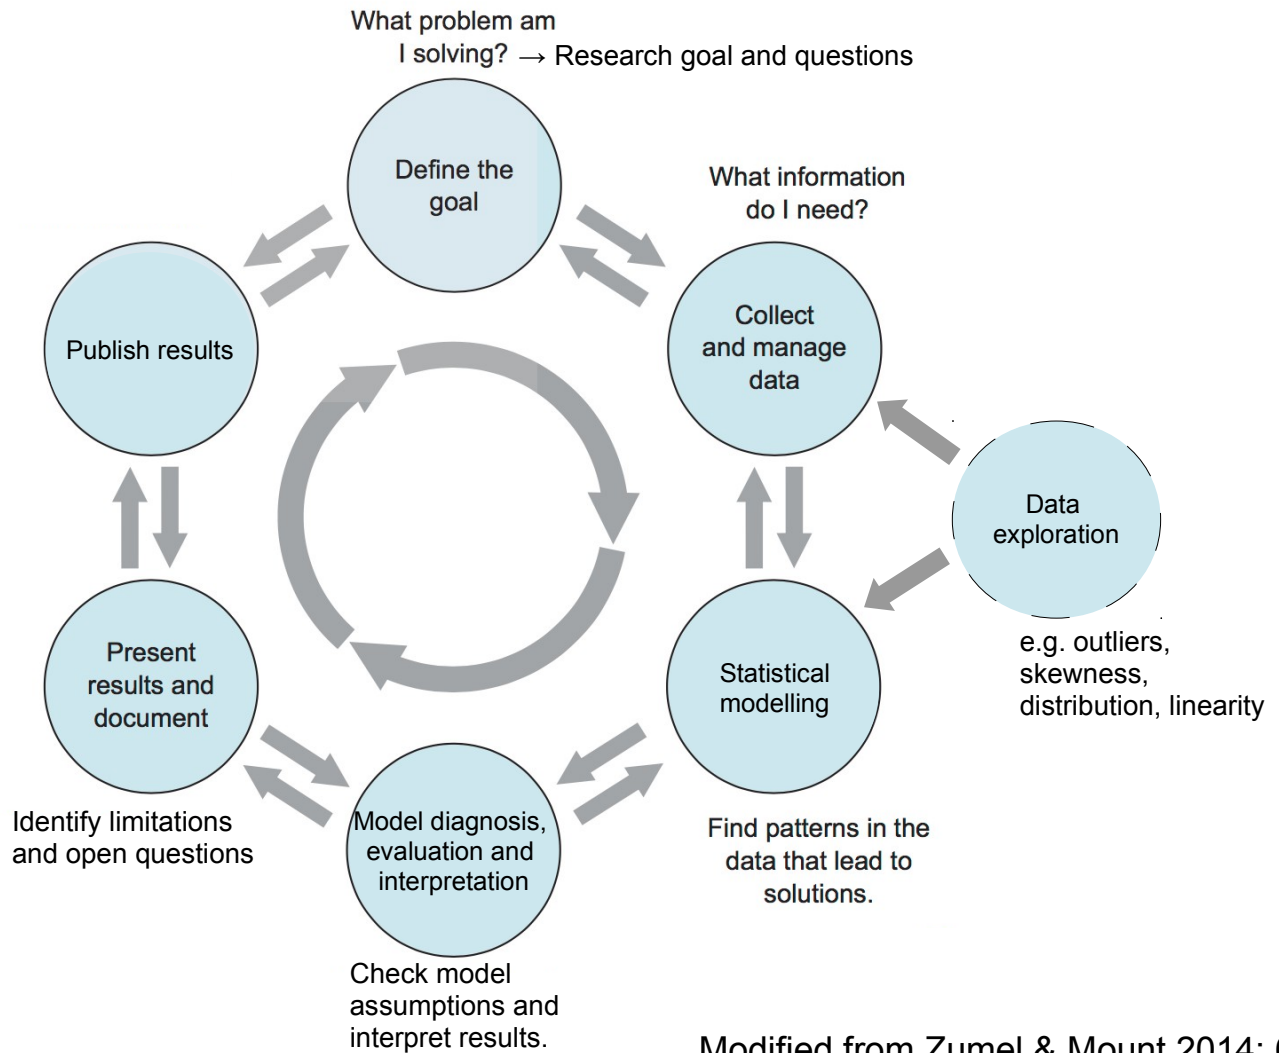 What problem am
I solving? → Research goal and questions
Define the
goal
What information
do I need?
Collect
and manage
data
Publish results
Data
exploration
e.g. outliers,
skewness,
distribution, linearity
Present
results and
document
Statistical
modelling
Identify limitations
and open questions
Model diagnosis,
evaluation and
interpretation
Find patterns in the
data that lead to
solutions.
Check model
assumptions and
interpret results.
Modified from Zumel & Mount 2014: